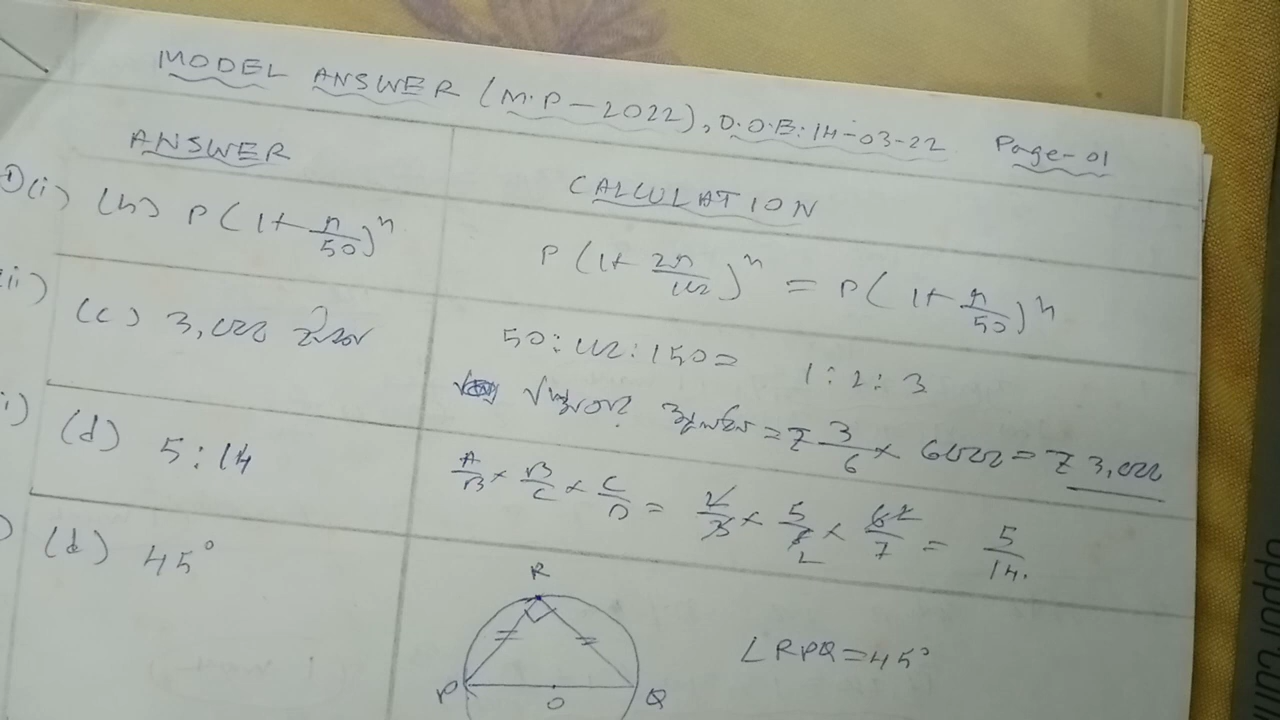 MODEL ANSWER (M.P-2022), D.O.B:14-03-22 Page-01
ANSWER
CALCULATION
1)(i) (b) P(1+r/50)^n
P(1+2r/100)^n = P(1+r/50)^n
ii) (c) 3,000 টাকা
50:100:150= 1:2:3
= ₹ 3/6 × 6000 = ₹ 3,000
i) (d) 5:14
A/B × B/C × C/D = 2/3 × 5/4 × 6/7 = 5/14.
) (d) 45°
R
∠RPQ=45°
P O Q